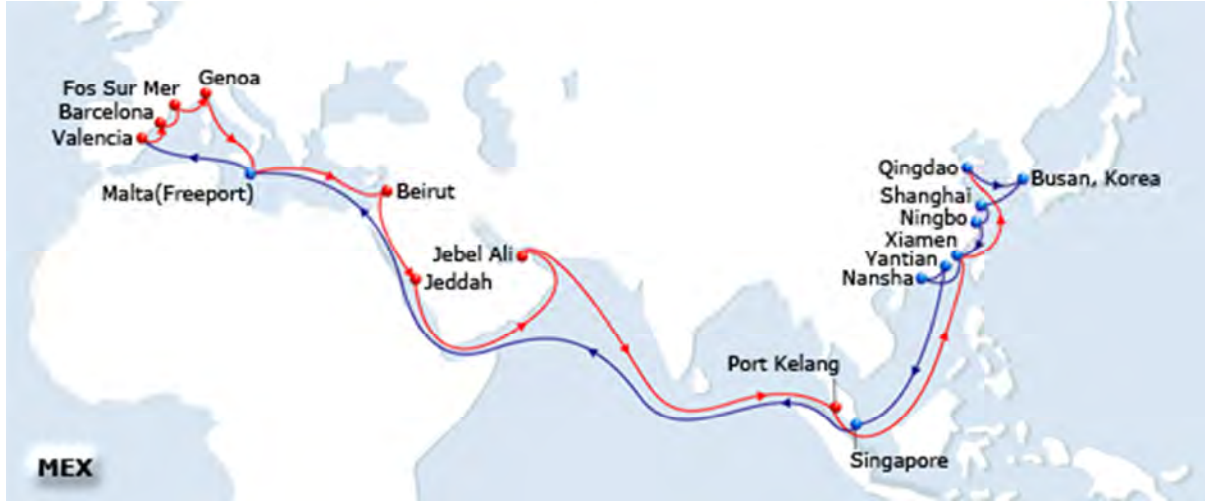 Genoa
Fos Sur Mer
Barcelona
Valencia
Malta(Freeport)
Beirut
Jebel Ali
Jeddah
Qingdao
Busan, Korea
Shanghai
Ningbo
Xiamen
Yantian
Nansha
Port Kelang
Singapore
MEX